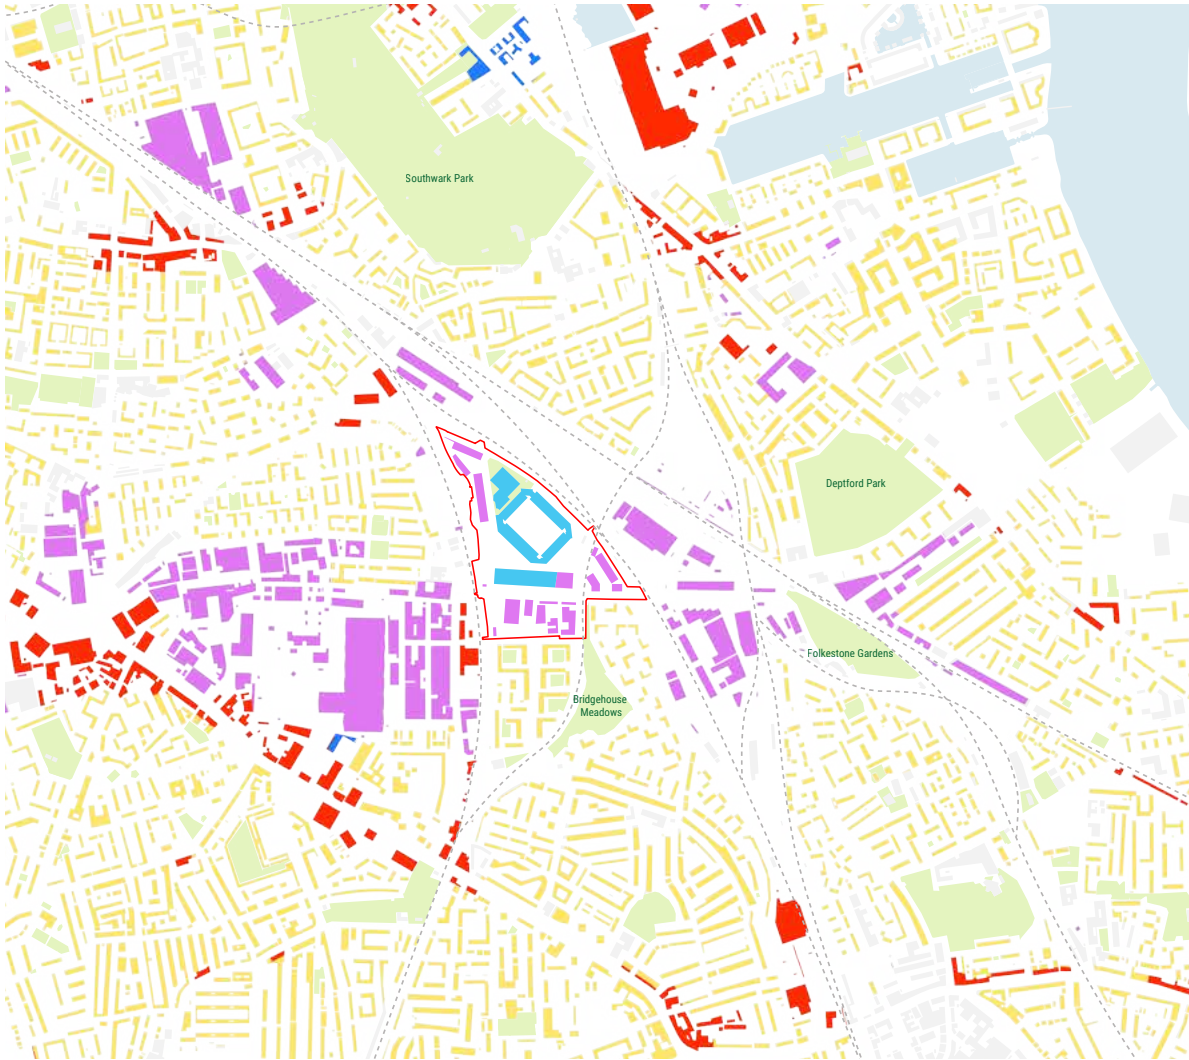 Southwark Park
Deptford Park
Folkestone Gardens
Bridgehouse
Meadows